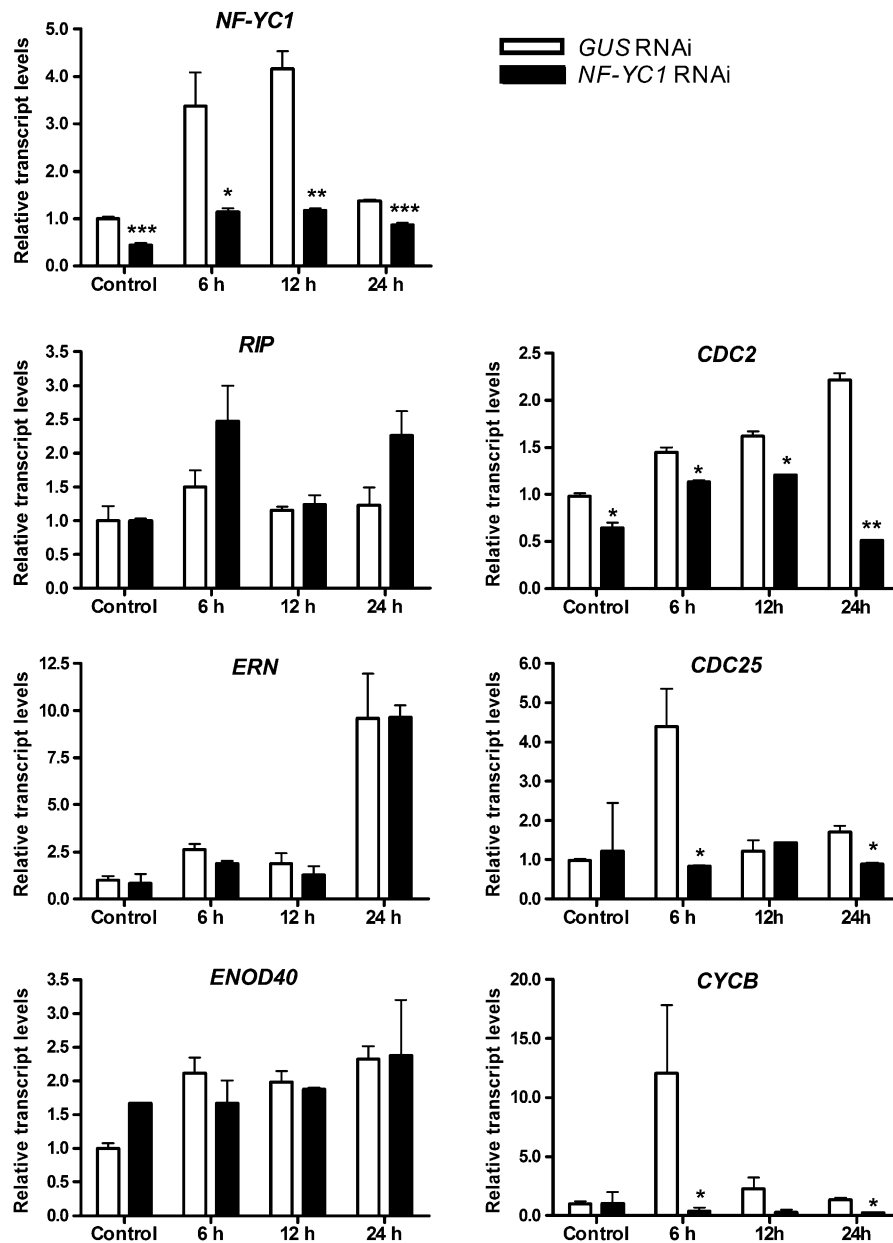 NF-YC1
GUS RNAi
NF-YC1 RNAi
Relative transcript levels
5.0
4.0
3.0
2.0
1.0
0.0
*** * ** ***
Control 6 h 12 h 24 h
RIP
Relative transcript levels
3.5
3.0
2.5
2.0
1.5
1.0
0.5
0.0
Control 6 h 12 h 24 h
CDC2
Relative transcript levels
2.5
2.0
1.5
1.0
0.5
0.0
* * * **
Control 6 h 12h 24h
ERN
Relative transcript levels
12.5
10.0
7.5
5.0
2.5
0.0
Control 6 h 12 h 24 h
CDC25
Relative transcript levels
6.0
5.0
4.0
3.0
2.0
1.0
0.0
* *
Control 6 h 12h 24h
ENOD40
Relative transcript levels
3.5
3.0
2.5
2.0
1.5
1.0
0.5
0.0
Control 6 h 12 h 24 h
CYCB
Relative transcript levels
20.0
15.0
10.0
5.0
0.0
* *
Control 6 h 12h 24h